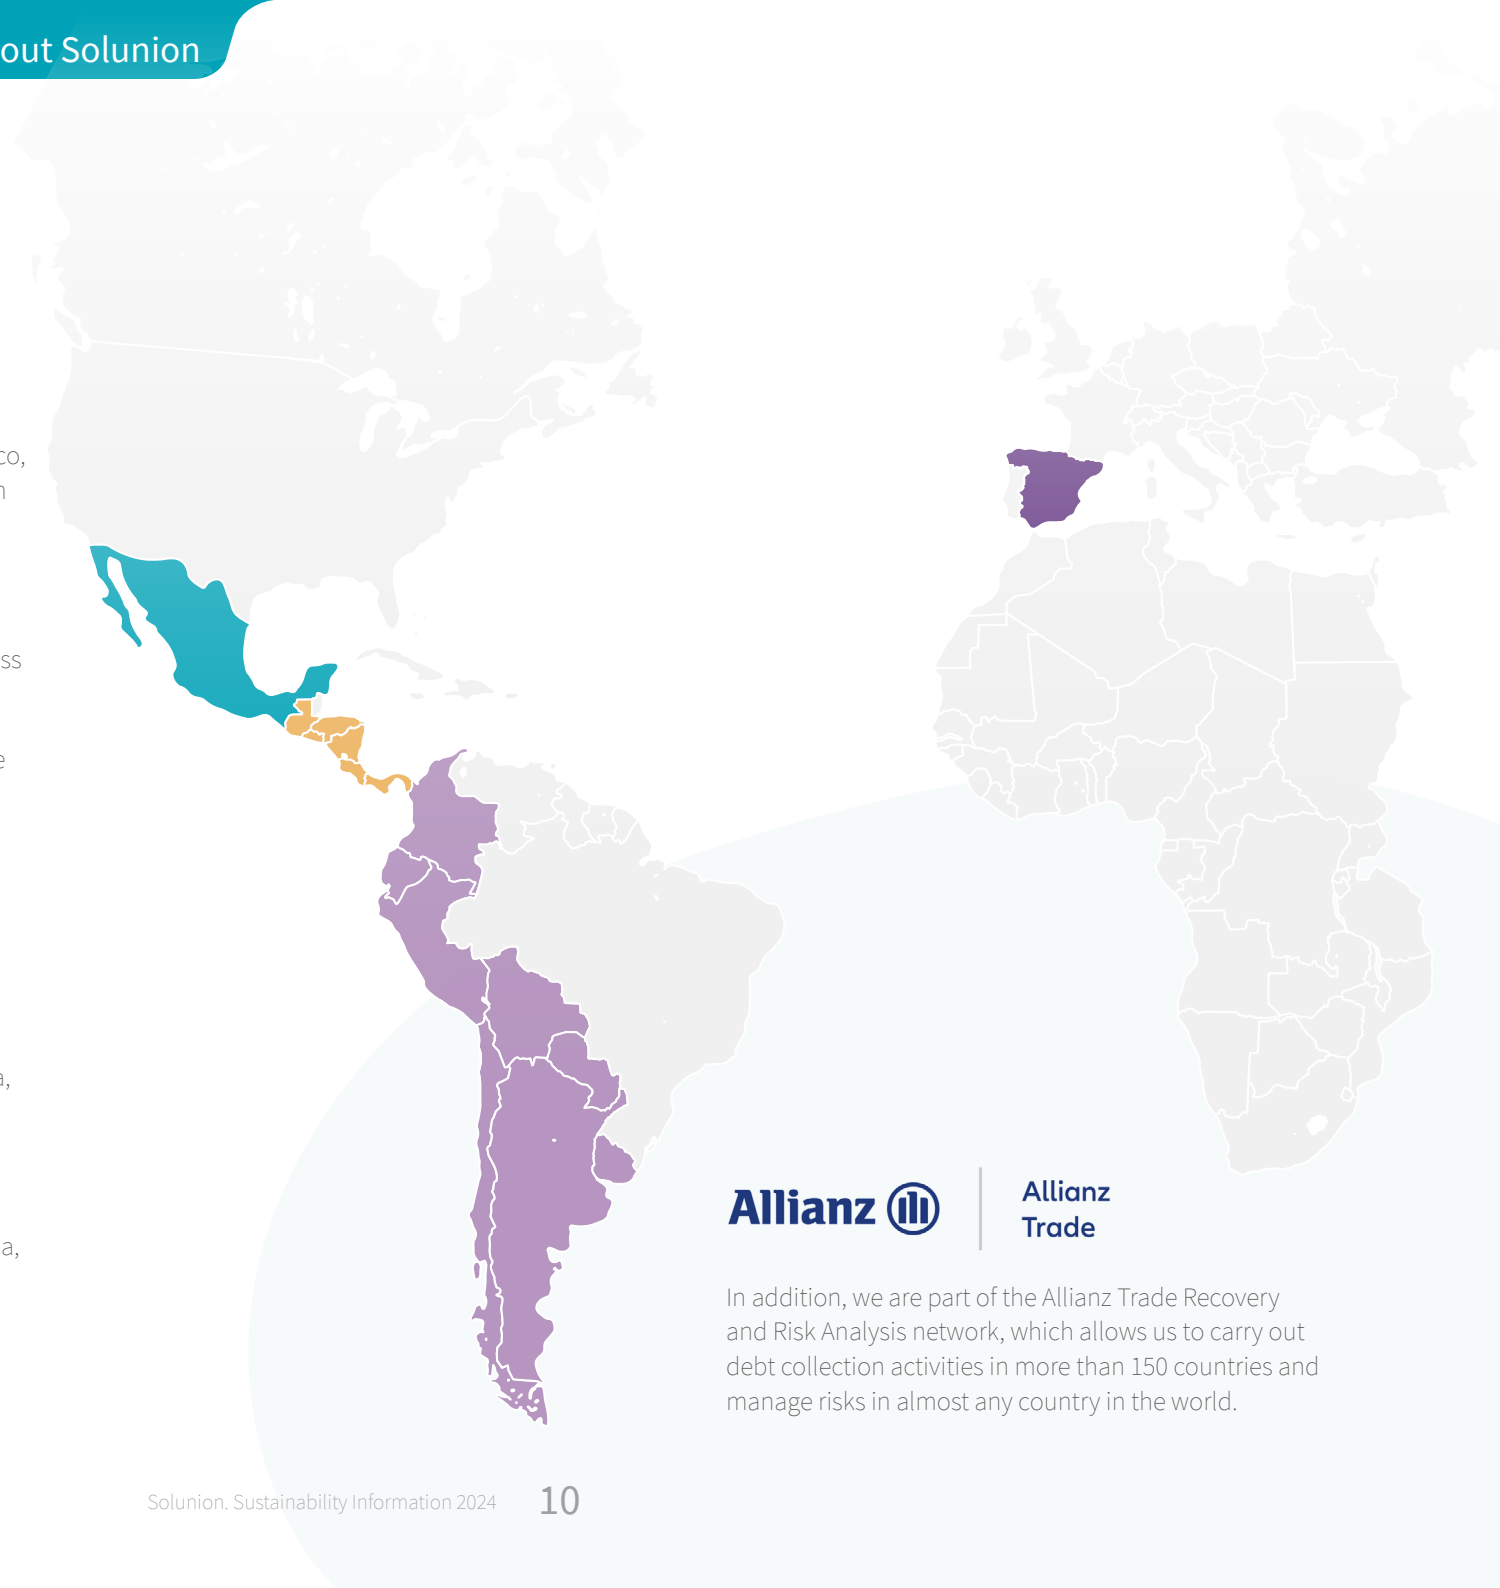 out Solunion
co,
n
ss
e
a,
a,
Allianz
Allianz
Trade
In addition, we are part of the Allianz Trade Recovery
and Risk Analysis network, which allows us to carry out
debt collection activities in more than 150 countries and
manage risks in almost any country in the world.
Solunion. Sustainability Information 2024 10